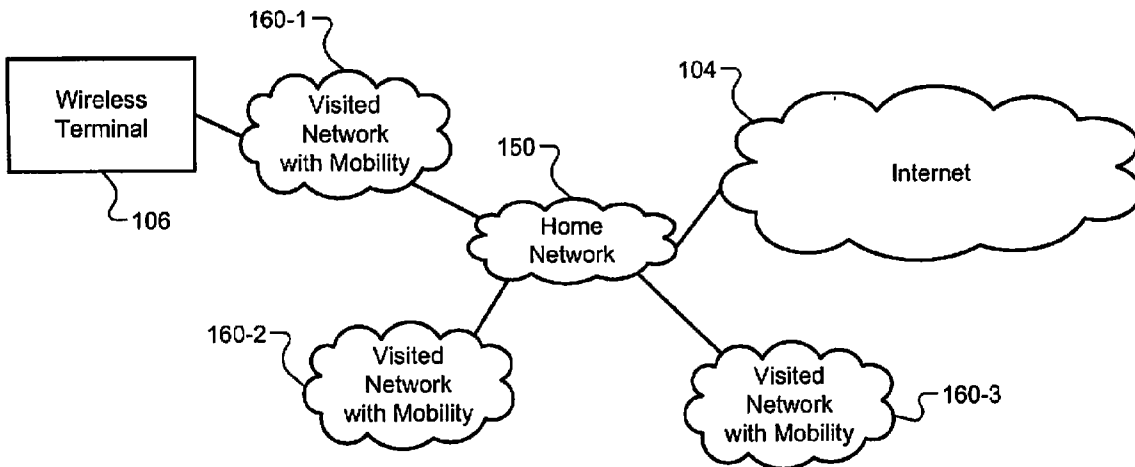 160-1
Wireless
Terminal
106
Visited
Network
with Mobility
150
Home
Network
104
Internet
160-2
Visited
Network
with Mobility
Visited
Network
with Mobility
160-3